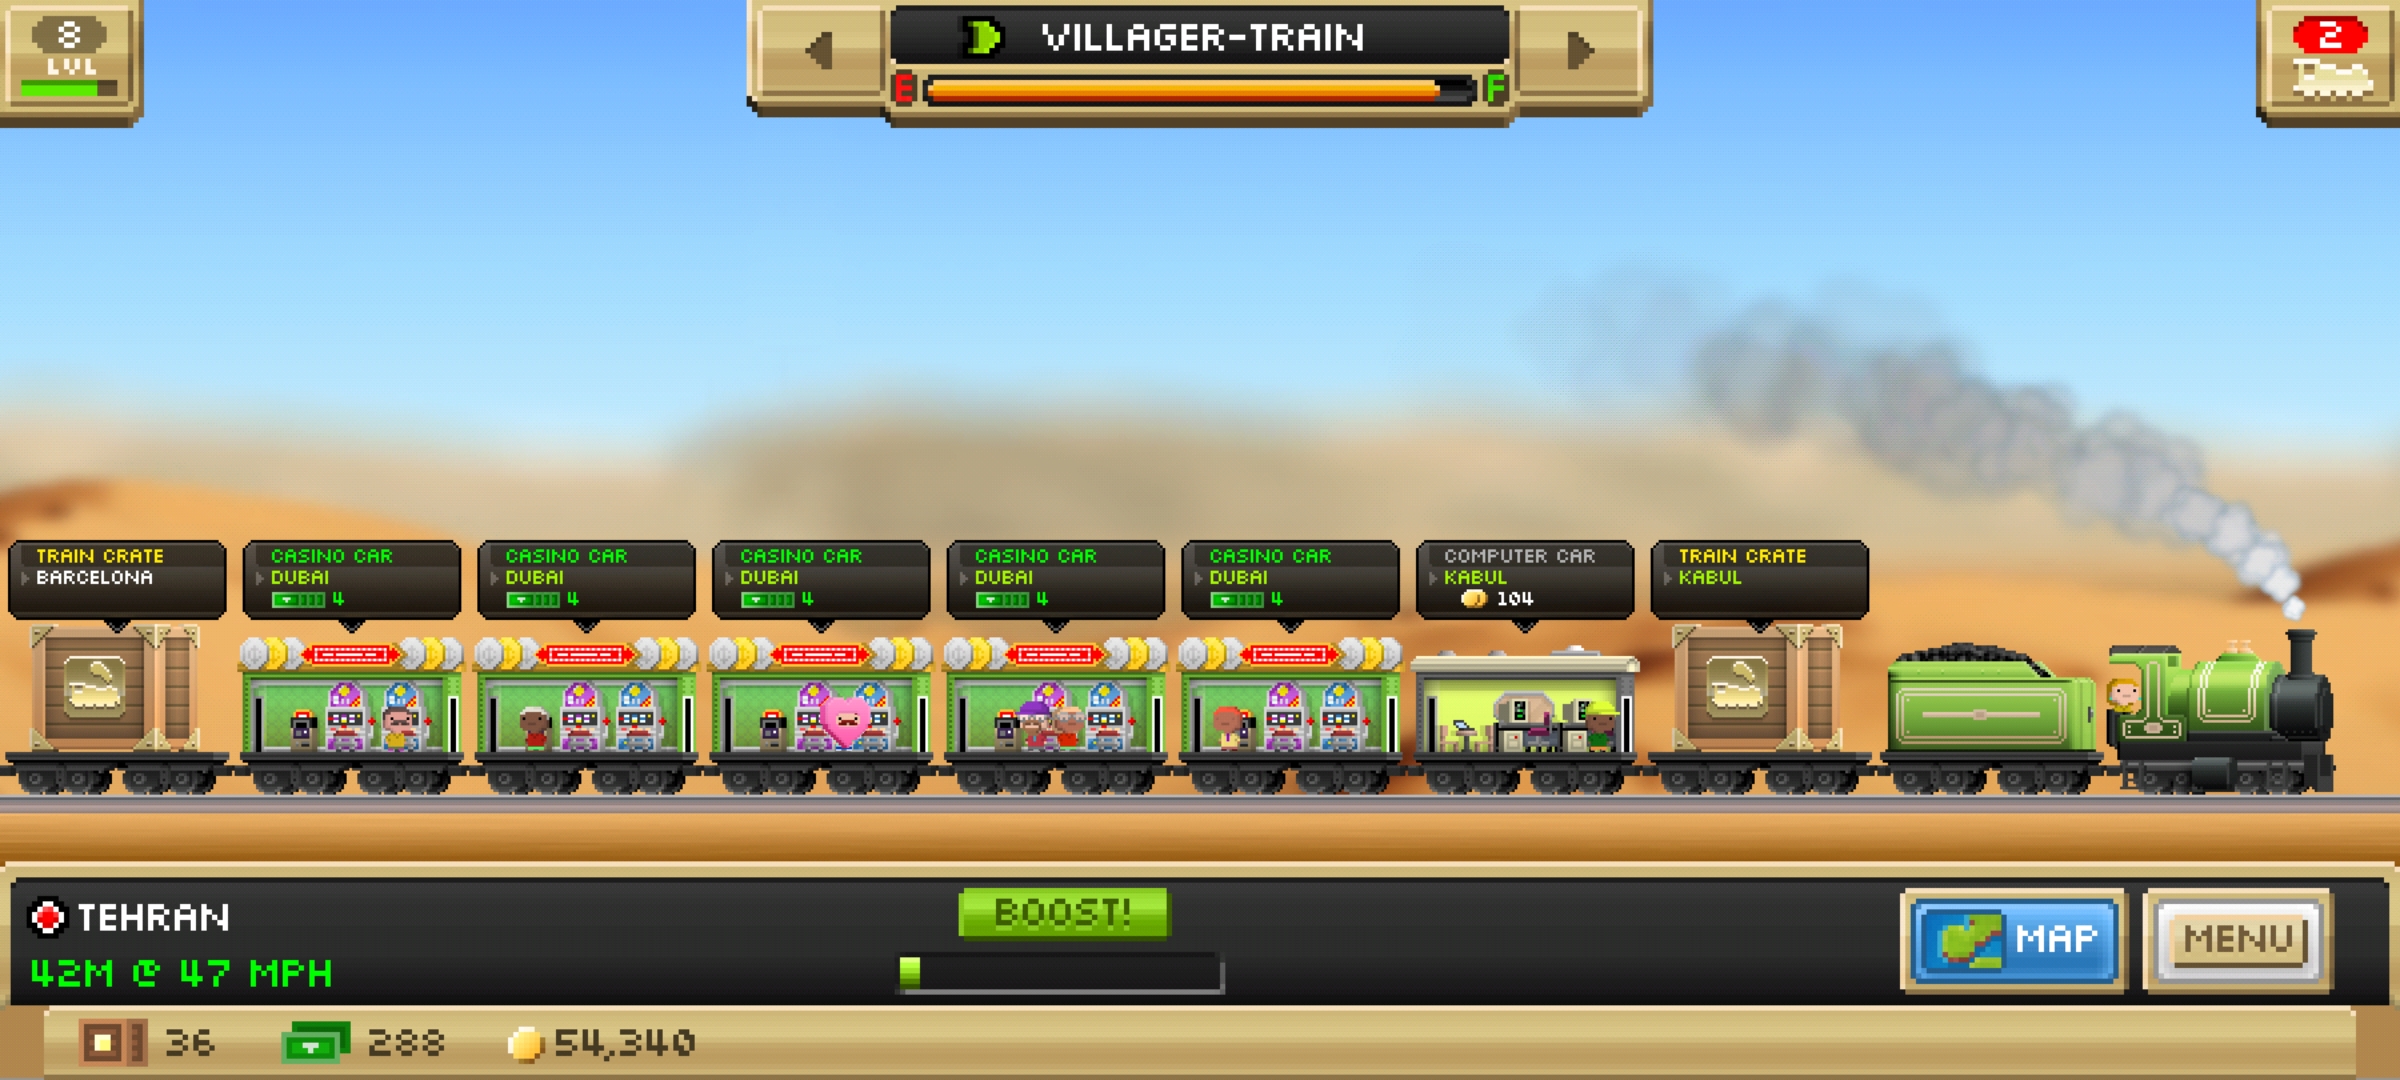 8
LVL
VILLAGER-TRAIN
E F
2
TRAIN CRATE
BARCELONA
CASINO CAR
DUBAI
4
CASINO CAR
DUBAI
4
CASINO CAR
DUBAI
4
CASINO CAR
DUBAI
4
CASINO CAR
DUBAI
4
COMPUTER CAR
KABUL
104
TRAIN CRATE
KABUL
TEHRAN
42M @ 47 MPH
BOOST!
MAP
MENU
36 288 54,340